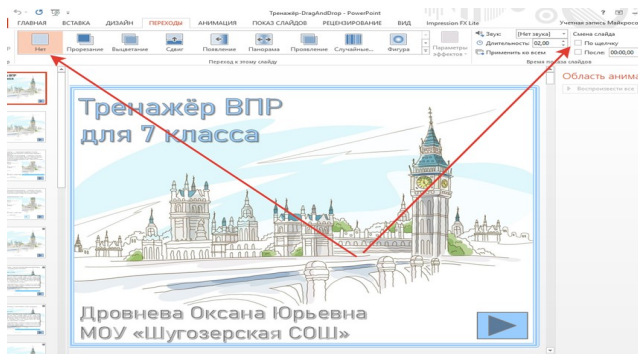 Тренажёр-DragAndDrop - PowerPoint
ГЛАВНАЯ ВСТАВКА ДИЗАЙН ПЕРЕХОДЫ АНИМАЦИЯ ПОКАЗ СЛАЙДОВ РЕЦЕНЗИРОВАНИЕ ВИД Impression FX Lite Учетная запись Майкросо
Нет Прорезание Выцветание Сдвиг Появление Панорама Проявление Случайные... Фигура Параметры эффектов
Звук: [Нет звука] Смена слайда
Длительность: 02,00 По щелчку
Применить ко всем После: 00:00,00
Переход к этому слайду Время показа слайдов
Область анима
Воспроизвести все
Тренажёр ВПР
для 7 класса
Дровнева Оксана Юрьевна
МОУ «Шугозерская СОШ»